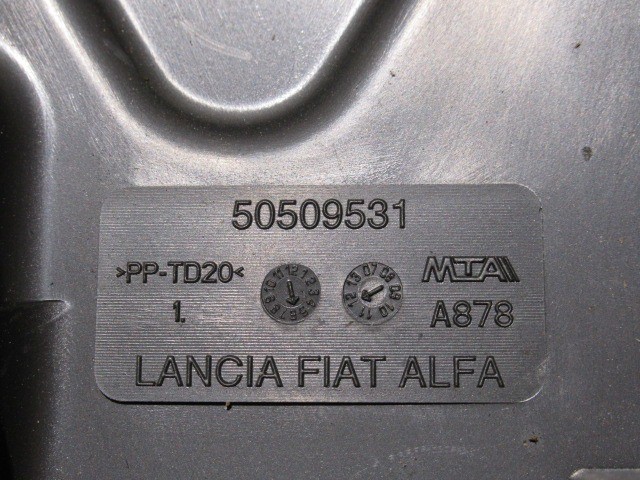 50509531
>PP-TD20< MTA
1. A878
LANCIA FIAT ALFA